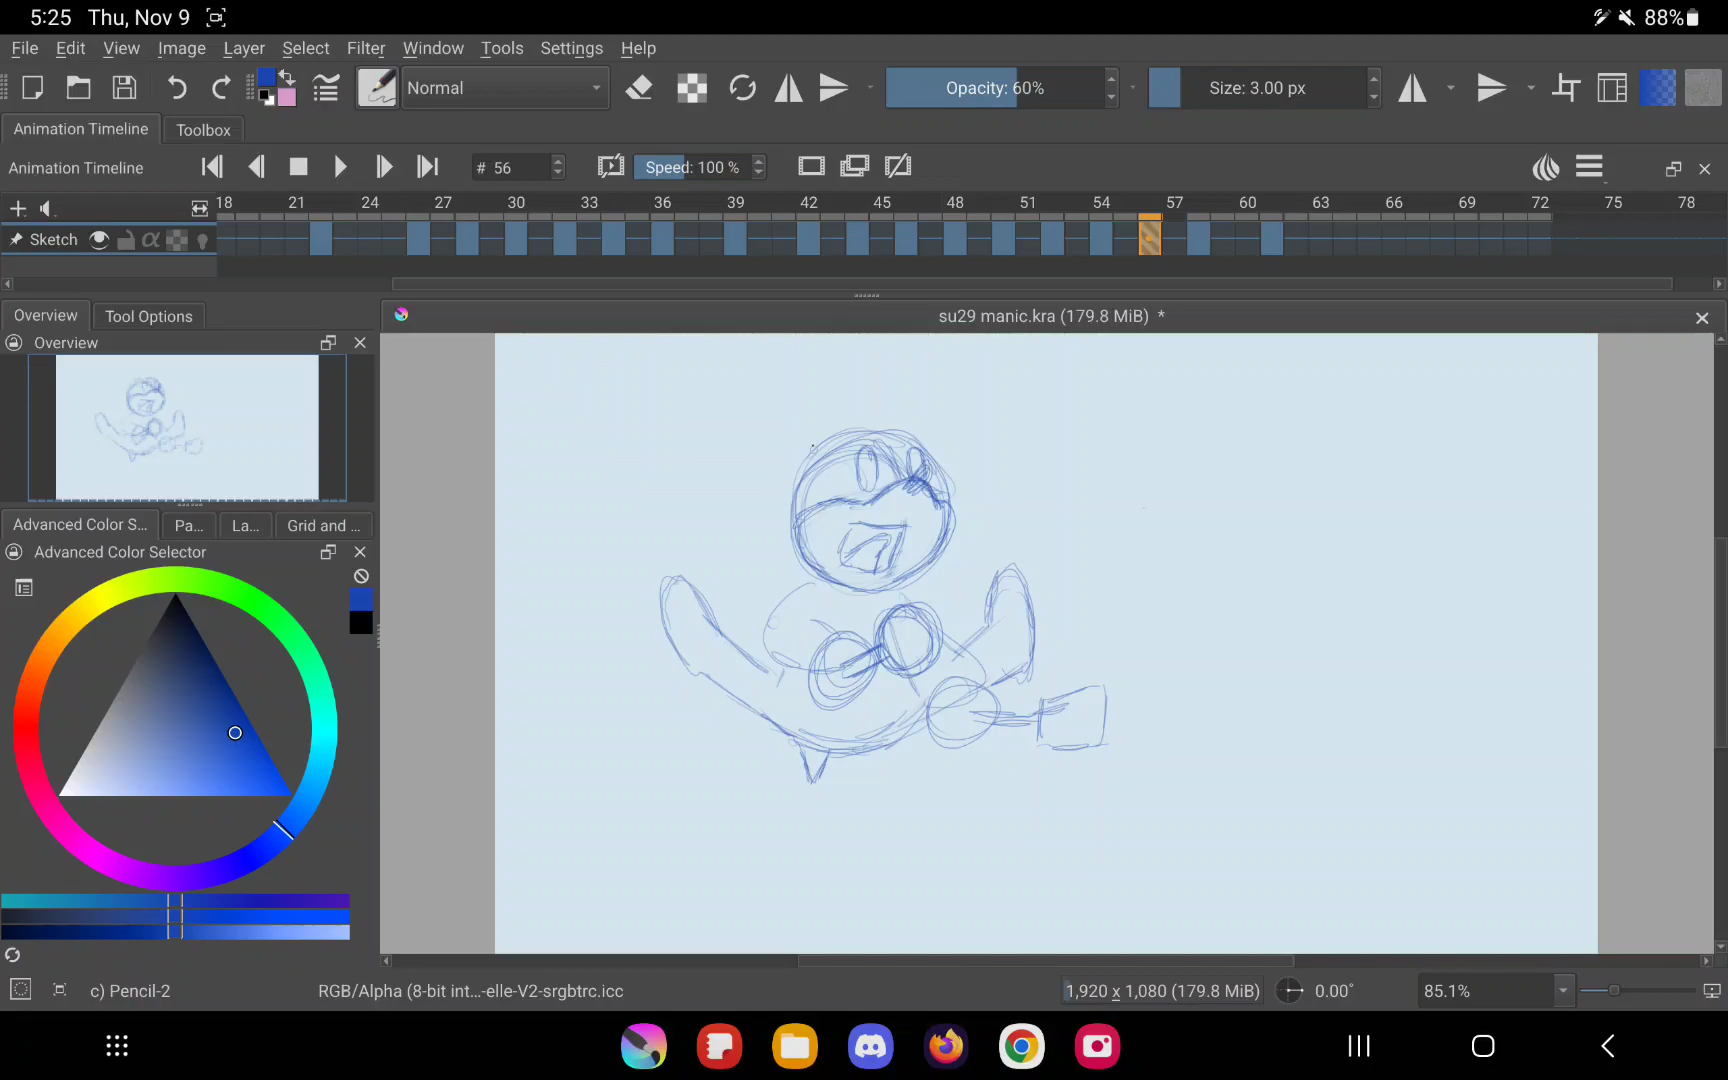 5:25 Thu, Nov 9 88%
File Edit View Image Layer Select Filter Window Tools Settings Help
Normal Opacity: 60% Size: 3.00 px
Animation Timeline Toolbox
Animation Timeline # 56 Speed: 100 %
18 21 24 27 30 33 36 39 42 45 48 51 54 57 60 63 66 69 72 75 78
Sketch α
Overview Tool Options su29 manic.kra (179.8 MiB) *
Overview
Advanced Color S... Pa... La... Grid and ...
Advanced Color Selector
c) Pencil-2 RGB/Alpha (8-bit int...-elle-V2-srgbtrc.icc 1,920 x 1,080 (179.8 MiB) 0.00° 85.1%